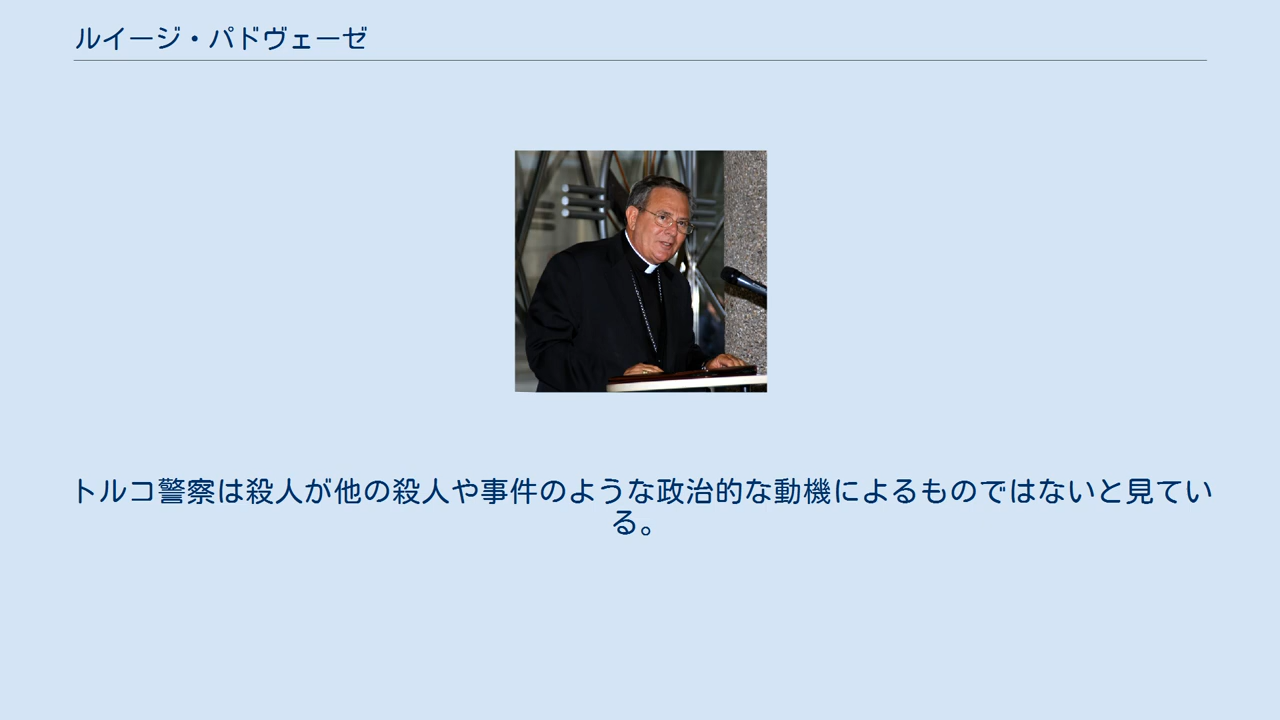 ルイージ・パドヴェーゼ
トルコ警察は殺人が他の殺人や事件のような政治的な動機によるものではないと見てい
る。